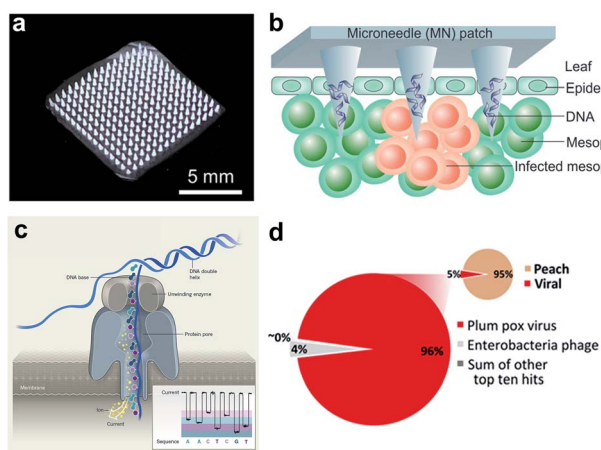 a
5 mm
b
Microneedle (MN) patch
Leaf
Epide
DNA
Mesop
Infected mesop
c
DNA base
DNA double
helix
Unwinding enzyme
Protein pore
Membrane
Ion
Current
Current
Sequence A A C T C G T
d
5%
95%
Peach
Viral
~0%
4%
96%
Plum pox virus
Enterobacteria phage
Sum of other
top ten hits